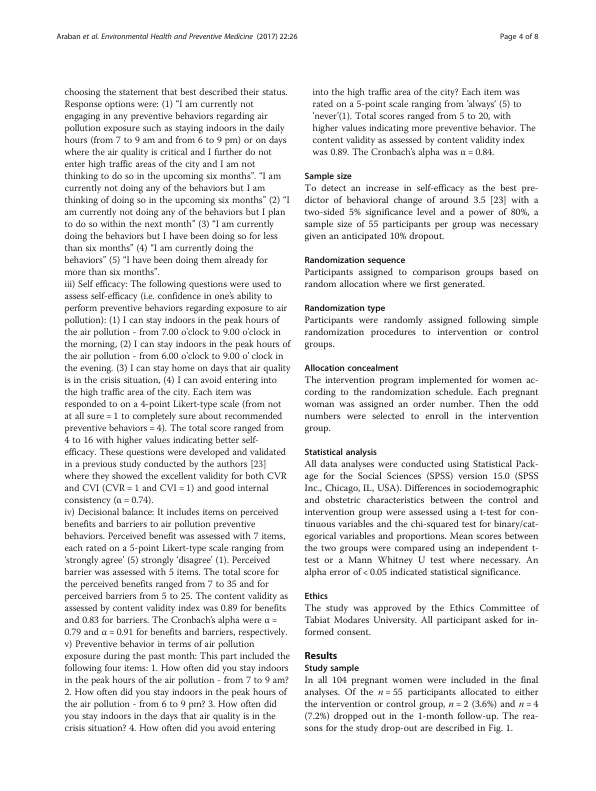 Araban et al. Environmental Health and Preventive Medicine (2017) 22:26
Page 4 of 8
choosing the statement that best described their status.
Response options were: (1) “I am currently not
engaging in any preventive behaviors regarding air
pollution exposure such as staying indoors in the daily
hours (from 7 to 9 am and from 6 to 9 pm) or on days
where the air quality is critical and I further do not
enter high traffic areas of the city and I am not
thinking to do so in the upcoming six months”. “I am
currently not doing any of the behaviors but I am
thinking of doing so in the upcoming six months” (2) “I
am currently not doing any of the behaviors but I plan
to do so within the next month” (3) “I am currently
doing the behaviors but I have been doing so for less
than six months” (4) “I am currently doing the
behaviors” (5) “I have been doing them already for
more than six months”.
iii) Self efficacy: The following questions were used to
assess self-efficacy (i.e. confidence in one’s ability to
perform preventive behaviors regarding exposure to air
pollution): (1) I can stay indoors in the peak hours of
the air pollution - from 7.00 o’clock to 9.00 o’clock in
the morning, (2) I can stay indoors in the peak hours of
the air pollution - from 6.00 o’clock to 9.00 o’ clock in
the evening. (3) I can stay home on days that air quality
is in the crisis situation, (4) I can avoid entering into
the high traffic area of the city. Each item was
responded to on a 4-point Likert-type scale (from not
at all sure = 1 to completely sure about recommended
preventive behaviors = 4). The total score ranged from
4 to 16 with higher values indicating better self-
efficacy. These questions were developed and validated
in a previous study conducted by the authors [23]
where they showed the excellent validity for both CVR
and CVI (CVR = 1 and CVI = 1) and good internal
consistency (α = 0.74).
iv) Decisional balance: It includes items on perceived
benefits and barriers to air pollution preventive
behaviors. Perceived benefit was assessed with 7 items,
each rated on a 5-point Likert-type scale ranging from
‘strongly agree’ (5) strongly ‘disagree’ (1). Perceived
barrier was assessed with 5 items. The total score for
the perceived benefits ranged from 7 to 35 and for
perceived barriers from 5 to 25. The content validity as
assessed by content validity index was 0.89 for benefits
and 0.83 for barriers. The Cronbach’s alpha were α =
0.79 and α = 0.91 for benefits and barriers, respectively.
v) Preventive behavior in terms of air pollution
exposure during the past month: This part included the
following four items: 1. How often did you stay indoors
in the peak hours of the air pollution - from 7 to 9 am?
2. How often did you stay indoors in the peak hours of
the air pollution - from 6 to 9 pm? 3. How often did
you stay indoors in the days that air quality is in the
crisis situation? 4. How often did you avoid entering
into the high traffic area of the city? Each item was
rated on a 5-point scale ranging from ‘always’ (5) to
‘never’(1). Total scores ranged from 5 to 20, with
higher values indicating more preventive behavior. The
content validity as assessed by content validity index
was 0.89. The Cronbach’s alpha was α = 0.84.
Sample size
To detect an increase in self-efficacy as the best pre-
dictor of behavioral change of around 3.5 [23] with a
two-sided 5% significance level and a power of 80%, a
sample size of 55 participants per group was necessary
given an anticipated 10% dropout.
Randomization sequence
Participants assigned to comparison groups based on
random allocation where we first generated.
Randomization type
Participants were randomly assigned following simple
randomization procedures to intervention or control
groups.
Allocation concealment
The intervention program implemented for women ac-
cording to the randomization schedule. Each pregnant
woman was assigned an order number. Then the odd
numbers were selected to enroll in the intervention
group.
Statistical analysis
All data analyses were conducted using Statistical Pack-
age for the Social Sciences (SPSS) version 15.0 (SPSS
Inc., Chicago, IL, USA). Differences in sociodemographic
and obstetric characteristics between the control and
intervention group were assessed using a t-test for con-
tinuous variables and the chi-squared test for binary/cat-
egorical variables and proportions. Mean scores between
the two groups were compared using an independent t-
test or a Mann Whitney U test where necessary. An
alpha error of < 0.05 indicated statistical significance.
Ethics
The study was approved by the Ethics Committee of
Tabiat Modares University. All participant asked for in-
formed consent.
Results
Study sample
In all 104 pregnant women were included in the final
analyses. Of the n = 55 participants allocated to either
the intervention or control group, n = 2 (3.6%) and n = 4
(7.2%) dropped out in the 1-month follow-up. The rea-
sons for the study drop-out are described in Fig. 1.